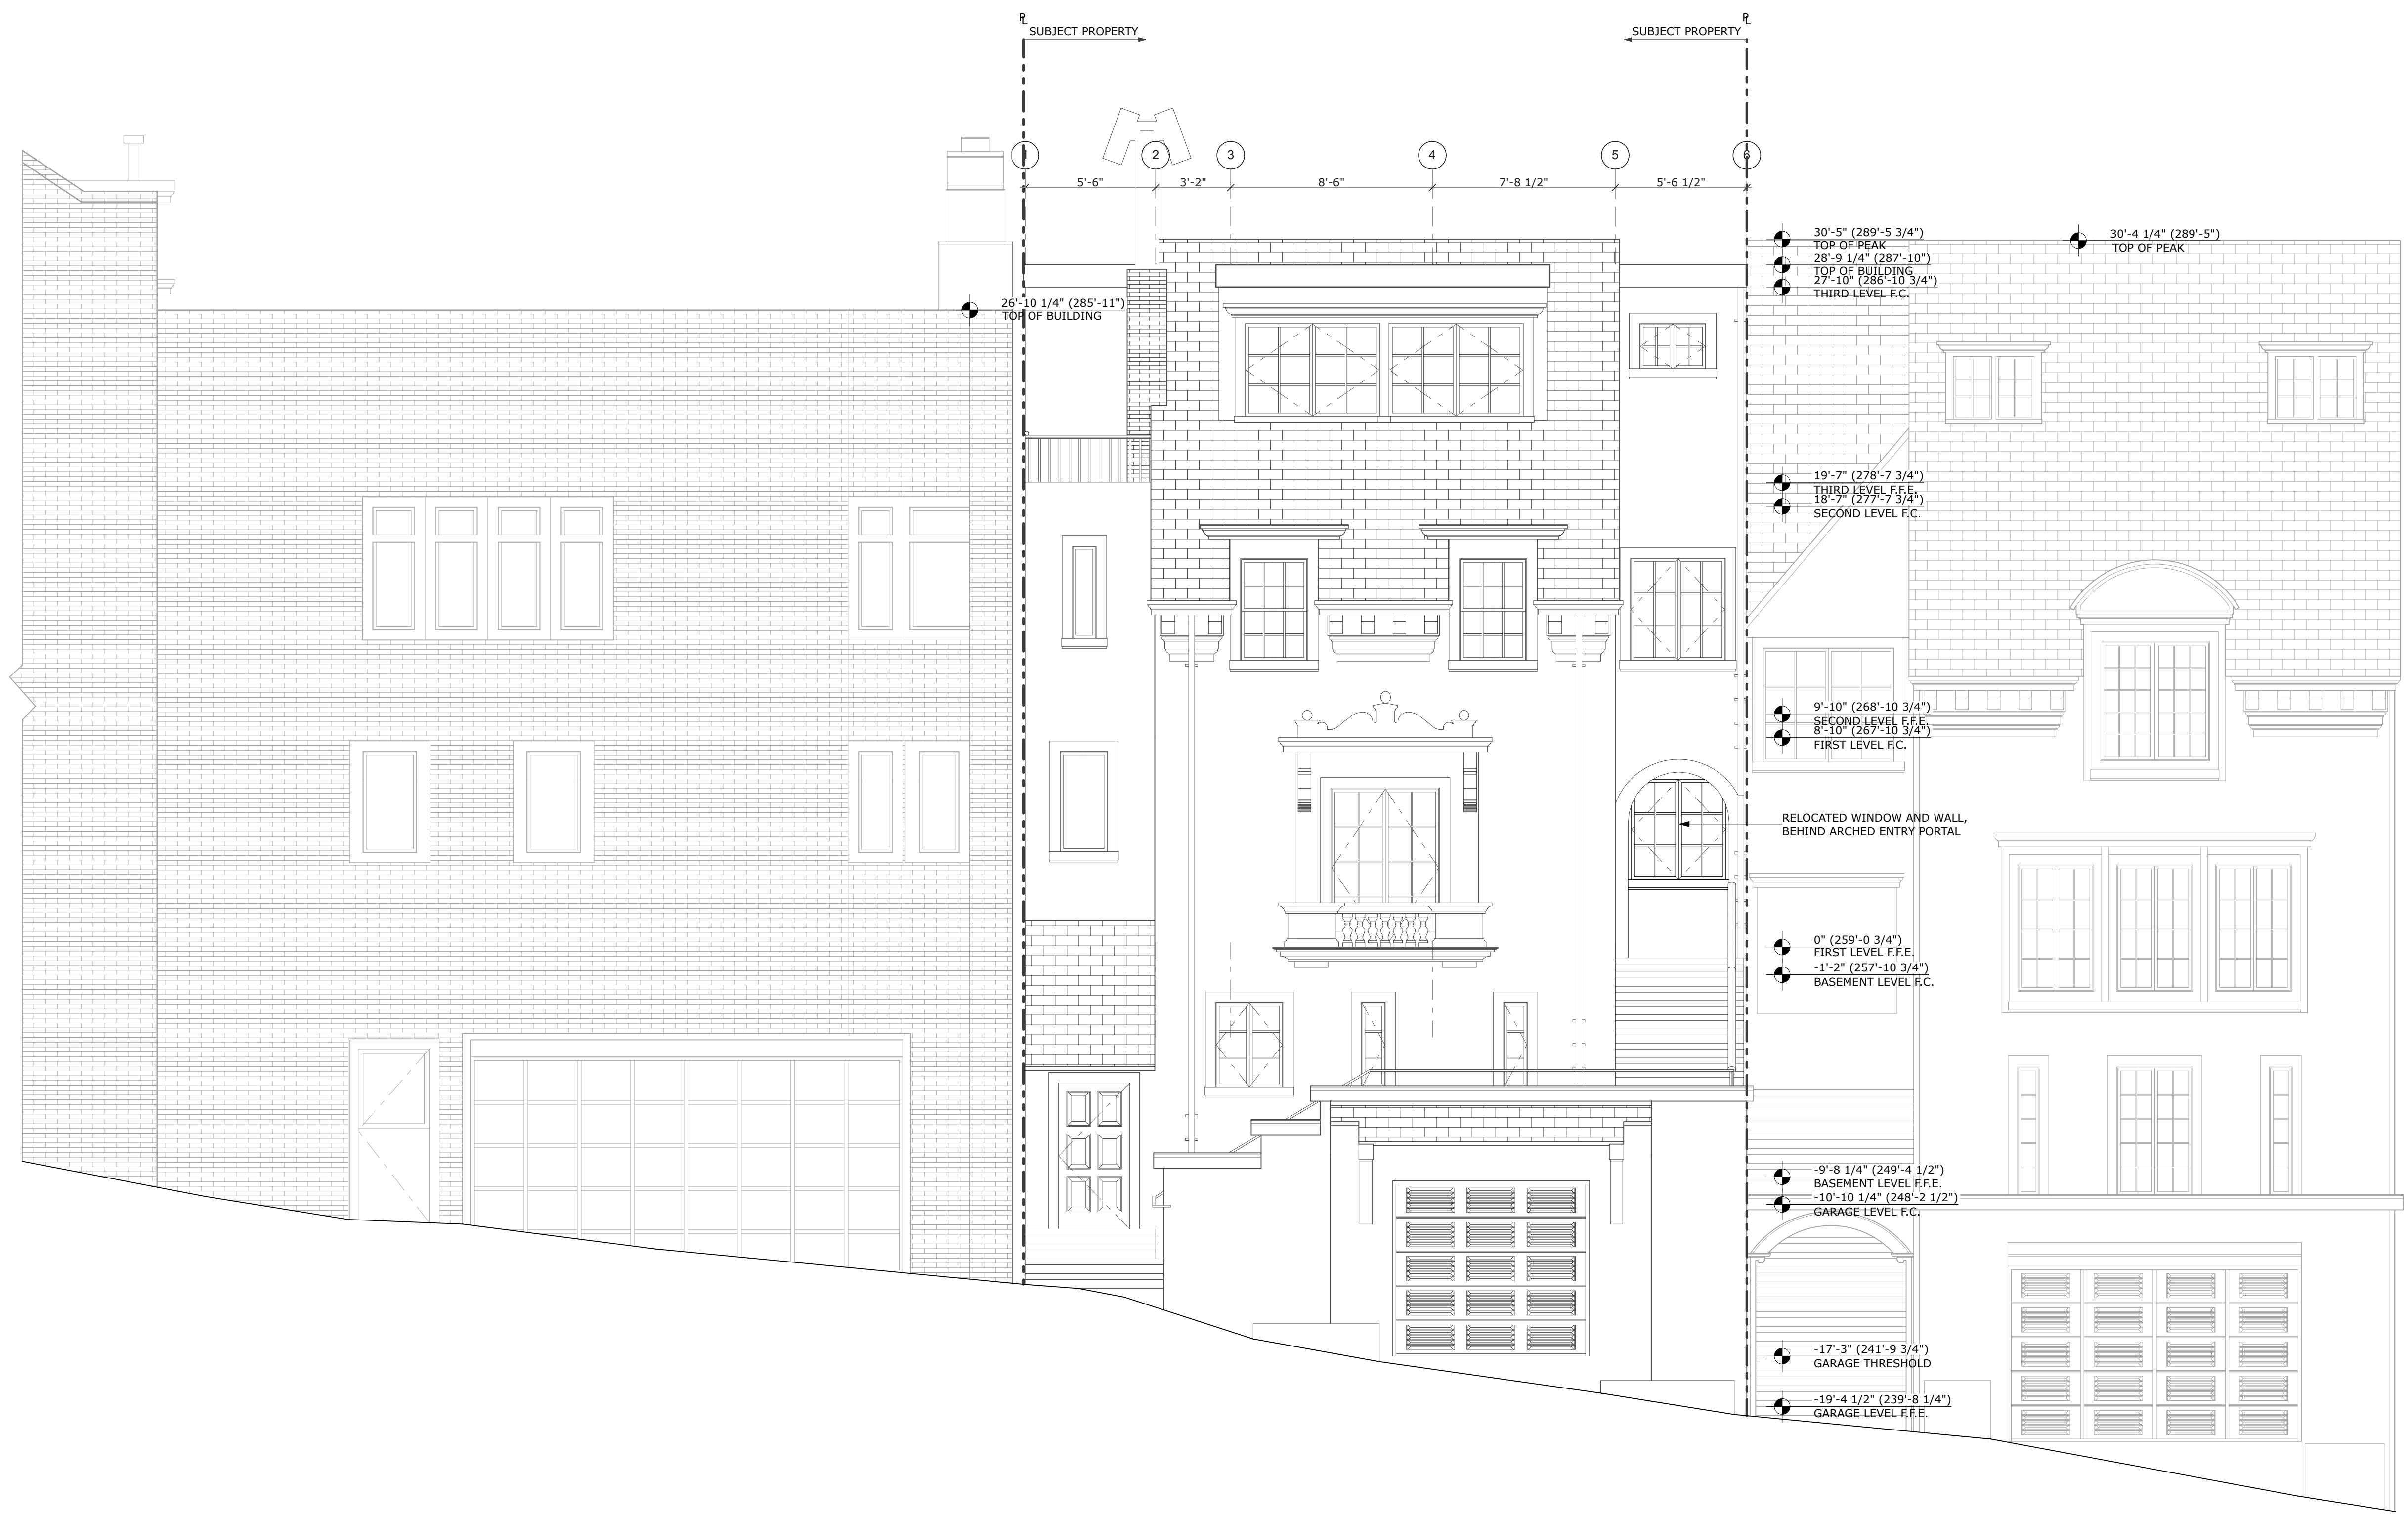 PL PL
SUBJECT PROPERTY SUBJECT PROPERTY
1 2 3 4 5 6
5'-6" 3'-2" 8'-6" 7'-8 1/2" 5'-6 1/2"
30'-5" (289'-5 3/4")
TOP OF PEAK
30'-4 1/4" (289'-5")
TOP OF PEAK
28'-9 1/4" (287'-10")
TOP OF BUILDING
27'-10" (286'-10 3/4")
THIRD LEVEL F.C.
26'-10 1/4" (285'-11")
TOP OF BUILDING
19'-7" (278'-7 3/4")
THIRD LEVEL F.F.E.
18'-7" (277'-7 3/4")
SECOND LEVEL F.C.
9'-10" (268'-10 3/4")
SECOND LEVEL F.F.E.
8'-10" (267'-10 3/4")
FIRST LEVEL F.C.
RELOCATED WINDOW AND WALL,
BEHIND ARCHED ENTRY PORTAL
0" (259'-0 3/4")
FIRST LEVEL F.F.E.
-1'-2" (257'-10 3/4")
BASEMENT LEVEL F.C.
-9'-8 1/4" (249'-4 1/2")
BASEMENT LEVEL F.F.E.
-10'-10 1/4" (248'-2 1/2")
GARAGE LEVEL F.C.
-17'-3" (241'-9 3/4")
GARAGE THRESHOLD
-19'-4 1/2" (239'-8 1/4")
GARAGE LEVEL F.F.E.